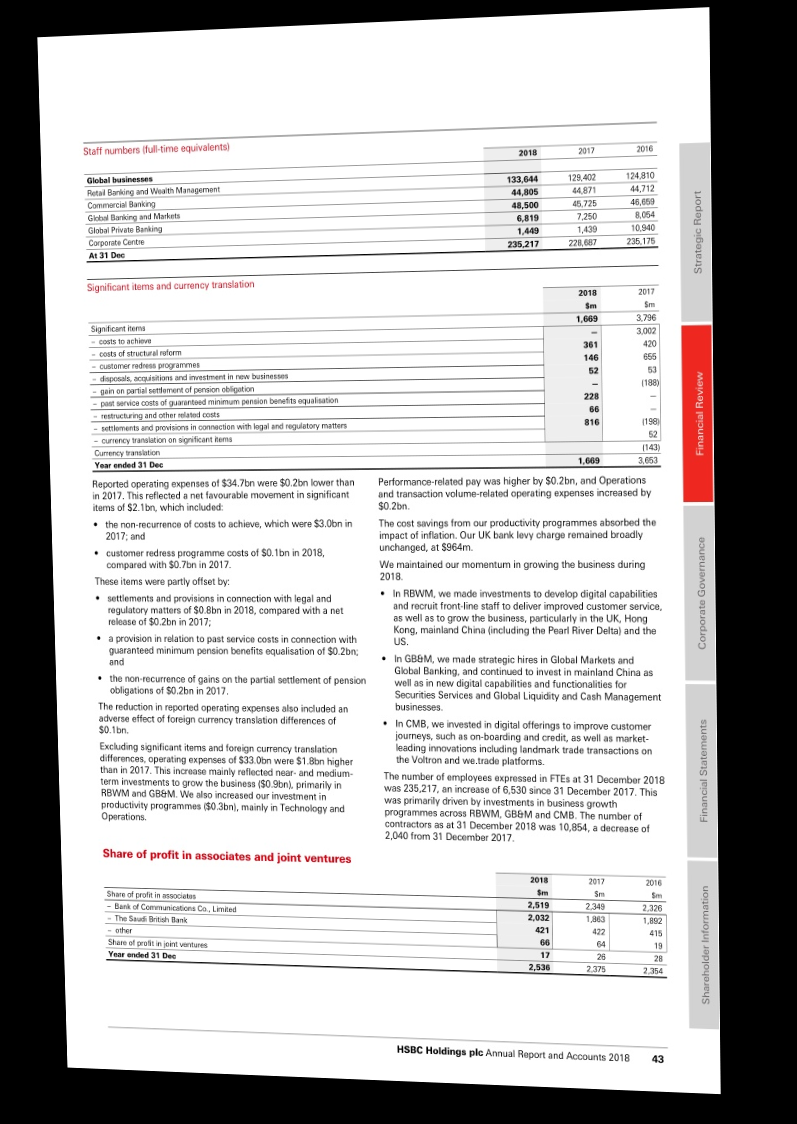 Staff numbers (full-time equivalents)
2018 2017 2016
Global businesses
Retail Banking and Wealth Management 133,644 129,402 124,810
Commercial Banking 44,805 44,871 44,712
Global Banking and Markets 48,500 45,725 46,659
Global Private Banking 6,819 7,250 8,054
Corporate Centre 1,449 1,439 10,940
At 31 Dec 235,217 228,687 235,175
Significant items and currency translation
2018 2017
$m $m
Significant items 1,669 3,796
– costs to achieve – 3,002
– costs of structural reform 361 420
– customer redress programmes 146 655
– disposals, acquisitions and investment in new businesses 52 53
– gain on partial settlement of pension obligation – (188)
– past service costs of guaranteed minimum pension benefits equalisation 228 –
– restructuring and other related costs 66 –
– settlements and provisions in connection with legal and regulatory matters 816 (198)
– currency translation on significant items 52
Currency translation (143)
Year ended 31 Dec 1,669 3,653
Reported operating expenses of $34.7bn were $0.2bn lower than
in 2017. This reflected a net favourable movement in significant
items of $2.1bn, which included:
• the non-recurrence of costs to achieve, which were $3.0bn in
2017; and
• customer redress programme costs of $0.1bn in 2018,
compared with $0.7bn in 2017.
These items were partly offset by:
• settlements and provisions in connection with legal and
regulatory matters of $0.8bn in 2018, compared with a net
release of $0.2bn in 2017;
• a provision in relation to past service costs in connection with
guaranteed minimum pension benefits equalisation of $0.2bn;
and
• the non-recurrence of gains on the partial settlement of pension
obligations of $0.2bn in 2017.
The reduction in reported operating expenses also included an
adverse effect of foreign currency translation differences of
$0.1bn.
Excluding significant items and foreign currency translation
differences, operating expenses of $33.0bn were $1.8bn higher
than in 2017. This increase mainly reflected near- and medium-
term investments to grow the business ($0.9bn), primarily in
RBWM and GB&M. We also increased our investment in
productivity programmes ($0.3bn), mainly in Technology and
Operations.
Performance-related pay was higher by $0.2bn, and Operations
and transaction volume-related operating expenses increased by
$0.2bn.
The cost savings from our productivity programmes absorbed the
impact of inflation. Our UK bank levy charge remained broadly
unchanged, at $964m.
We maintained our momentum in growing the business during
2018.
• In RBWM, we made investments to develop digital capabilities
and recruit front-line staff to deliver improved customer service,
as well as to grow the business, particularly in the UK, Hong
Kong, mainland China (including the Pearl River Delta) and the
US.
• In GB&M, we made strategic hires in Global Markets and
Global Banking, and continued to invest in mainland China as
well as in new digital capabilities and functionalities for
Securities Services and Global Liquidity and Cash Management
businesses.
• In CMB, we invested in digital offerings to improve customer
journeys, such as on-boarding and credit, as well as market-
leading innovations including landmark trade transactions on
the Voltron and we.trade platforms.
The number of employees expressed in FTEs at 31 December 2018
was 235,217, an increase of 6,530 since 31 December 2017. This
was primarily driven by investments in business growth
programmes across RBWM, GB&M and CMB. The number of
contractors as at 31 December 2018 was 10,854, a decrease of
2,040 from 31 December 2017.
Share of profit in associates and joint ventures
2018 2017 2016
$m $m $m
Share of profit in associates 2,519 2,349 2,326
– Bank of Communications Co., Limited 2,032 1,863 1,892
– The Saudi British Bank 421 422 415
– other 66 64 19
Share of profit in joint ventures 17 26 28
Year ended 31 Dec 2,536 2,375 2,354
HSBC Holdings plc Annual Report and Accounts 2018 43
Strategic Report
Financial Review
Corporate Governance
Financial Statements
Shareholder Information